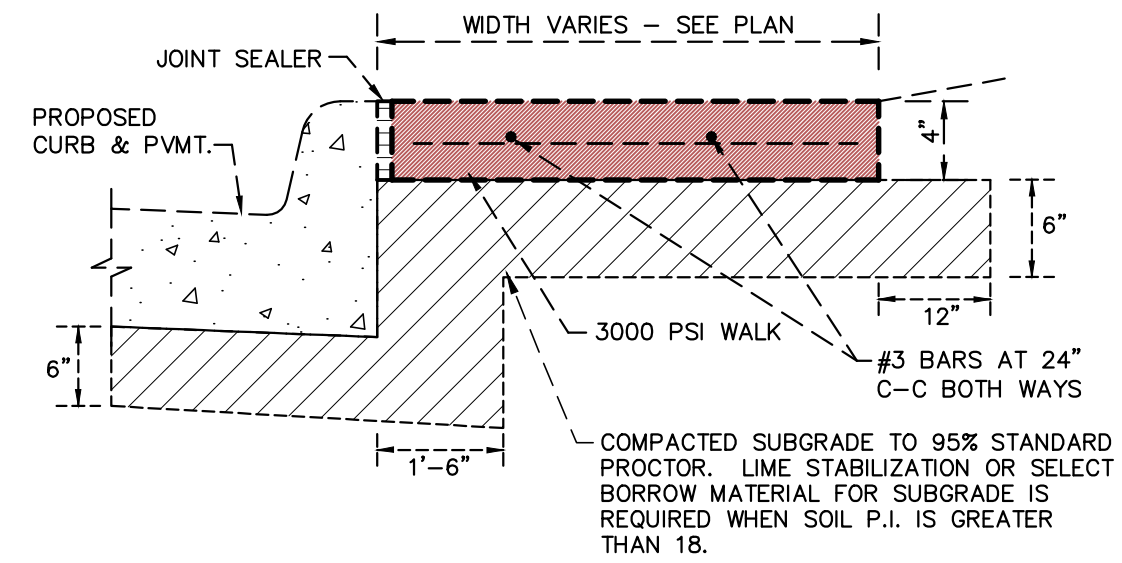 WIDTH VARIES – SEE PLAN
JOINT SEALER
PROPOSED
CURB & PVMT.
4"
6"
12"
3000 PSI WALK
#3 BARS AT 24"
C–C BOTH WAYS
6"
1'–6"
COMPACTED SUBGRADE TO 95% STANDARD
PROCTOR. LIME STABILIZATION OR SELECT
BORROW MATERIAL FOR SUBGRADE IS
REQUIRED WHEN SOIL P.I. IS GREATER
THAN 18.